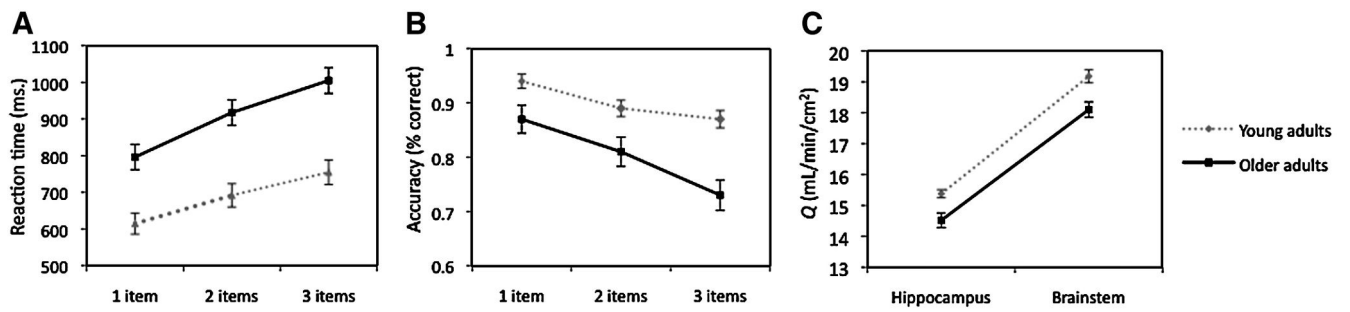 A
Reaction time (ms.)
1100
1000
900
800
700
600
500
1 item 2 items 3 items
B
Accuracy (% correct)
1
0.9
0.8
0.7
0.6
1 item 2 items 3 items
C
Q (mL/min/cm²)
20
19
18
17
16
15
14
13
Hippocampus Brainstem
Young adults
Older adults